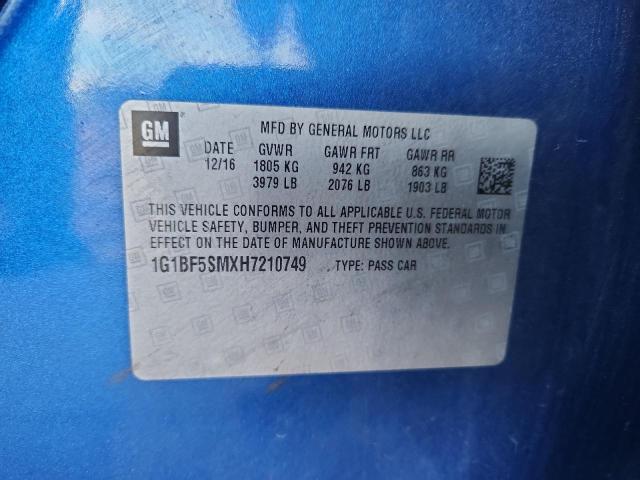 GM
MFD BY GENERAL MOTORS LLC
DATE GVWR GAWR FRT GAWR RR
12/16 1805 KG 942 KG 863 KG
3979 LB 2076 LB 1903 LB
THIS VEHICLE CONFORMS TO ALL APPLICABLE U.S. FEDERAL MOTOR
VEHICLE SAFETY, BUMPER, AND THEFT PREVENTION STANDARDS IN
EFFECT ON THE DATE OF MANUFACTURE SHOWN ABOVE.
1G1BF5SMXH7210749 TYPE: PASS CAR